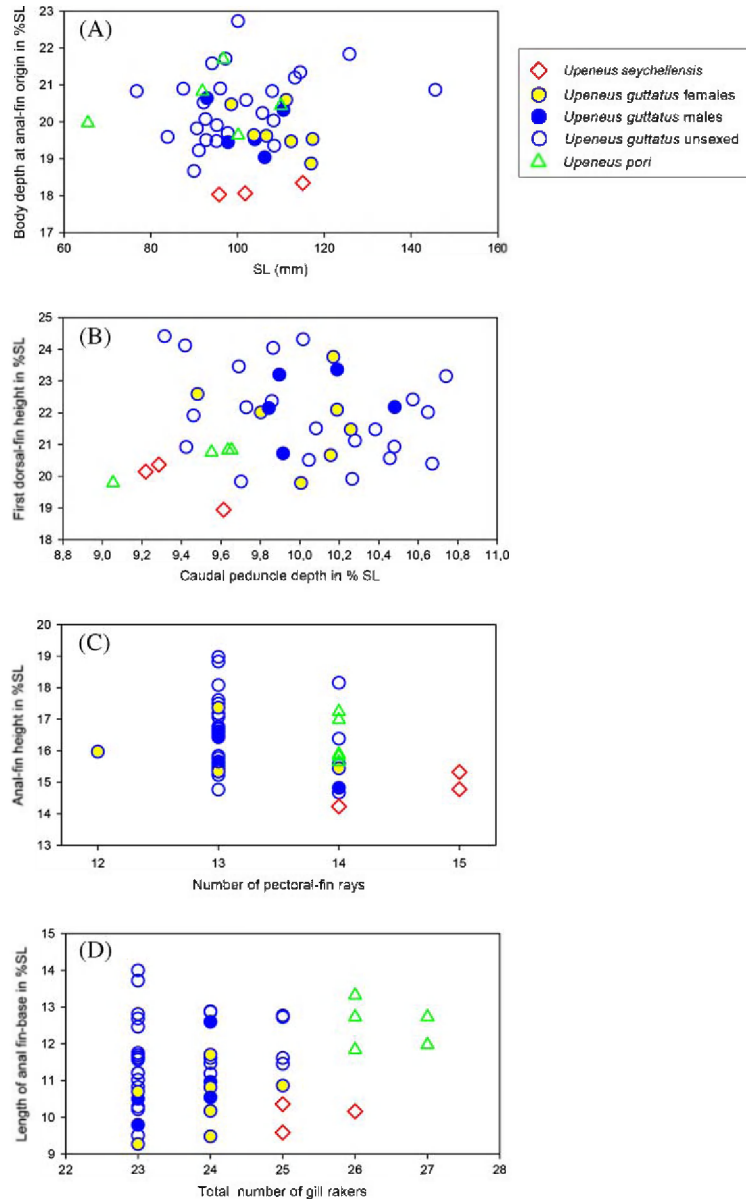 (A)
Body depth at anal-fin origin in %SL
23
22
21
20
19
18
17
60 80 100 120 140 160
SL (mm)
Upeneus seychellensis
Upeneus guttatus females
Upeneus guttatus males
Upeneus guttatus unsexed
Upeneus pori
(B)
First dorsal-fin height in %SL
25
24
23
22
21
20
19
18
8,8 9,0 9,2 9,4 9,6 9,8 10,0 10,2 10,4 10,6 10,8 11,0
Caudal peduncle depth in % SL
(C)
Anal-fin height in %SL
20
19
18
17
16
15
14
13
12 13 14 15
Number of pectoral-fin rays
(D)
Length of anal fin-base in %SL
15
14
13
12
11
10
9
22 23 24 25 26 27 28
Total number of gill rakers